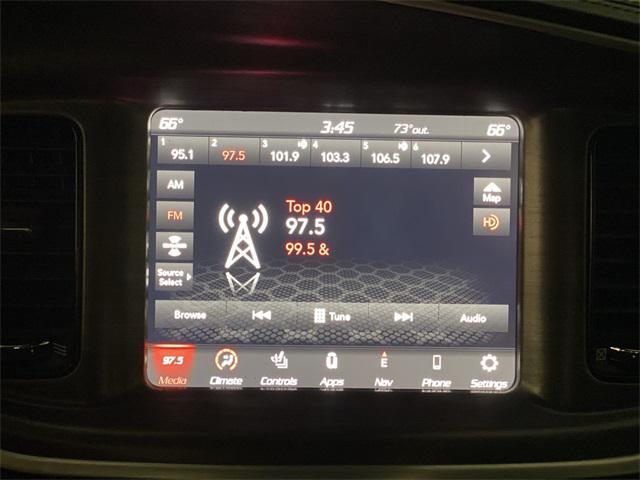 66° 3:45 73°out. 66°
1 95.1 2 97.5 3 101.9 4 103.3 5 106.5 6 107.9
AM
Map
FM
HD
Top 40
97.5
99.5 &
Source
Select
Browse Tune Audio
97.5 E
Media Climate Controls Apps Nav Phone Settings